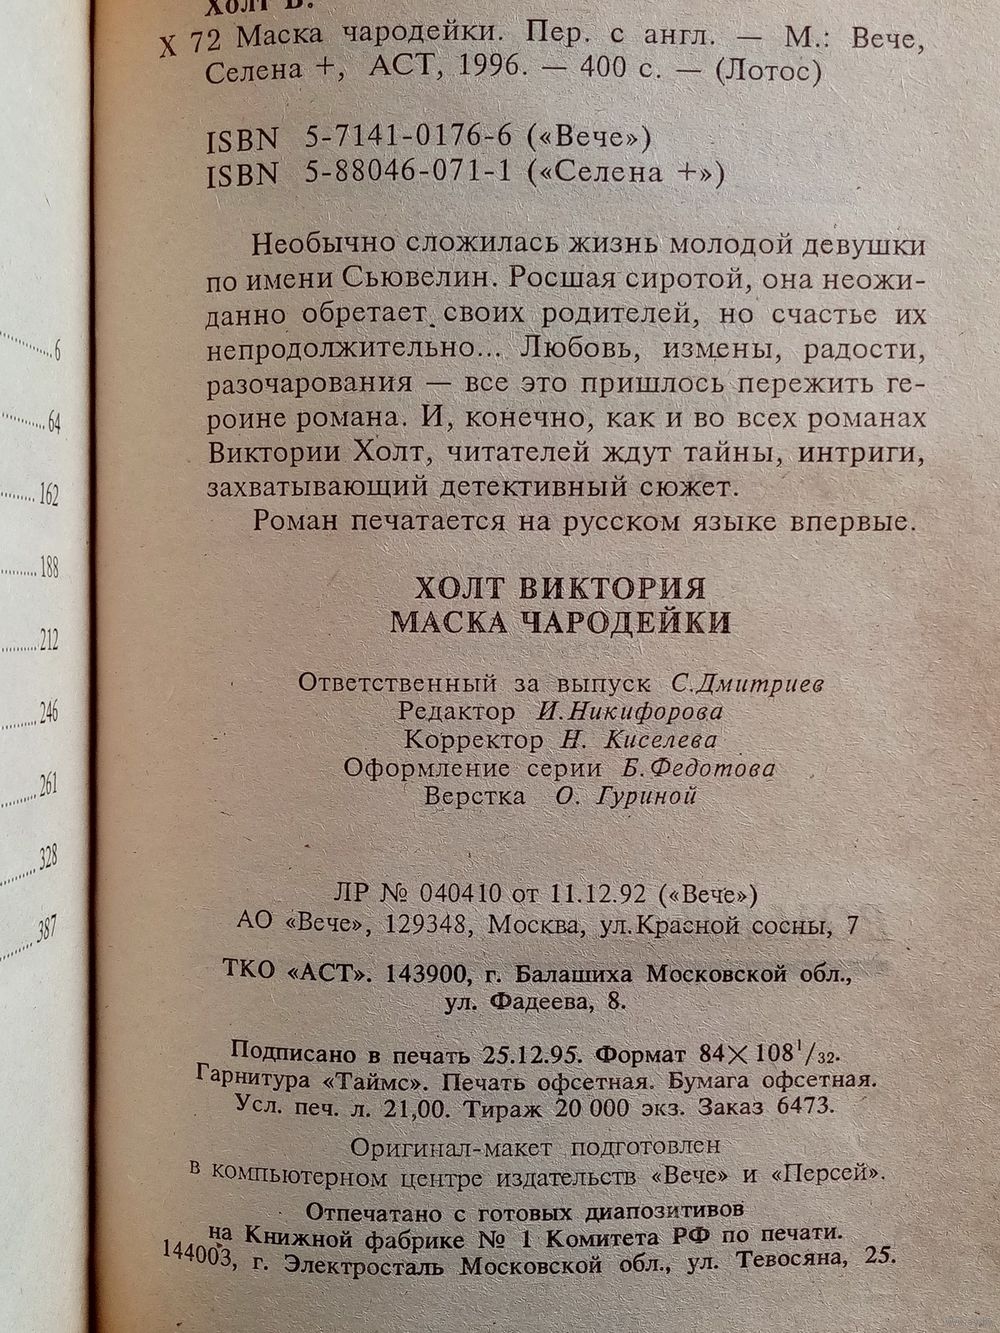 Холт В.
Х 72 Маска чародейки. Пер. с англ. — М.: Вече,
Селена +, АСТ, 1996. — 400 с. — (Лотос)
ISBN 5-7141-0176-6 («Вече»)
ISBN 5-88046-071-1 («Селена +»)
Необычно сложилась жизнь молодой девушки
по имени Сьювелин. Росшая сиротой, она неожи-
данно обретает своих родителей, но счастье их
непродолжительно... Любовь, измены, радости,
разочарования — все это пришлось пережить ге-
роине романа. И, конечно, как и во всех романах
Виктории Холт, читателей ждут тайны, интриги,
захватывающий детективный сюжет.
Роман печатается на русском языке впервые.
ХОЛТ ВИКТОРИЯ
МАСКА ЧАРОДЕЙКИ
Ответственный за выпуск С.Дмитриев
Редактор И.Никифорова
Корректор Н. Киселева
Оформление серии Б.Федотова
Верстка О. Гуриной
ЛР № 040410 от 11.12.92 («Вече»)
АО «Вече», 129348, Москва, ул.Красной сосны, 7
ТКО «АСТ». 143900, г. Балашиха Московской обл.,
ул. Фадеева, 8.
Подписано в печать 25.12.95. Формат 84×108 1/32.
Гарнитура «Таймс». Печать офсетная. Бумага офсетная.
Усл. печ. л. 21,00. Тираж 20 000 экз. Заказ 6473.
Оригинал-макет подготовлен
в компьютерном центре издательств «Вече» и «Персей».
Отпечатано с готовых диапозитивов
на Книжной фабрике № 1 Комитета РФ по печати.
144003, г. Электросталь Московской обл., ул. Тевосяна, 25.
..........6
..........64
..........162
..........188
..........212
..........246
..........261
..........328
..........387